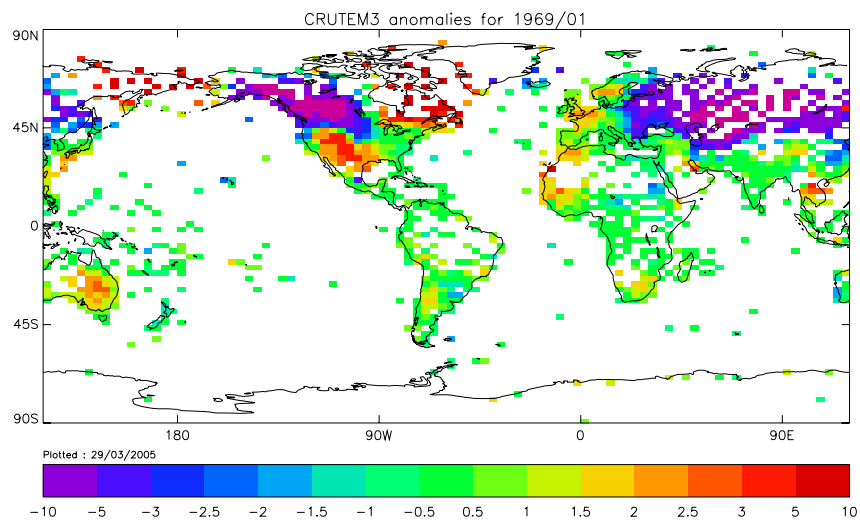 CRUTEM3 anomalies for 1969/01
90N
45N
0
45S
90S
180 90W 0 90E
Plotted : 29/03/2005
-10 -5 -3 -2.5 -2 -1.5 -1 -0.5 0.5 1 1.5 2 2.5 3 5 10